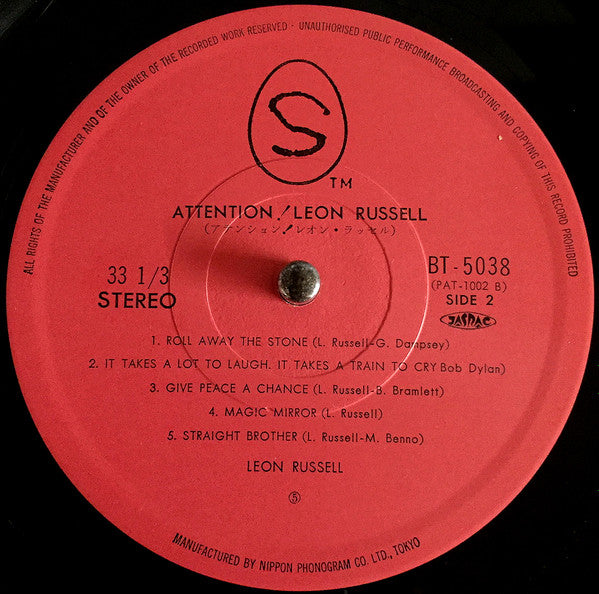 ALL RIGHTS OF THE MANUFACTURER AND OF THE OWNER OF THE RECORDED WORK RESERVED · UNAUTHORISED PUBLIC PERFORMANCE BROADCASTING AND COPYING OF THIS RECORD PROHIBITED
S
TM
ATTENTION! LEON RUSSELL
(アテンション!レオン・ラッセル)
33 1/3
STEREO
BT-5038
(PAT-1002 B)
SIDE 2
JASRAC
1. ROLL AWAY THE STONE (L. Russell-G. Dampsey)
2. IT TAKES A LOT TO LAUGH. IT TAKES A TRAIN TO CRY Bob Dylan)
3. GIVE PEACE A CHANCE (L. Russell-B. Bramlett)
4. MAGIC MIRROR (L. Russell)
5. STRAIGHT BROTHER (L. Russell-M. Benno)
LEON RUSSELL
⑤
MANUFACTURED BY NIPPON PHONOGRAM CO. LTD., TOKYO